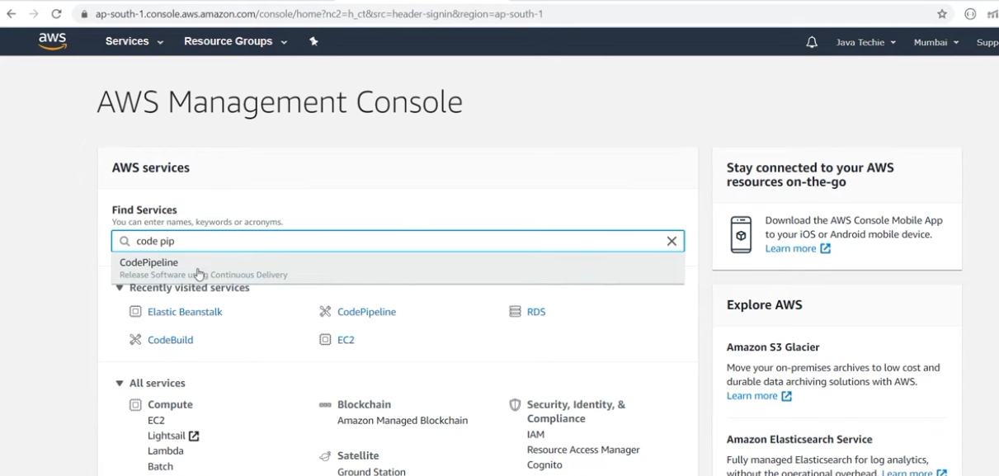 ap-south-1.console.aws.amazon.com/console/home?nc2=h_ct&src=header-signin&region=ap-south-1
aws
Services
Resource Groups
Java Techie
Mumbai
Supp
AWS Management Console
AWS services
Find Services
You can enter names, keywords or acronyms.
code pip
CodePipeline
Release Software using Continuous Delivery
Recently visited services
Elastic Beanstalk
CodePipeline
RDS
CodeBuild
EC2
All services
Compute
EC2
Lightsail
Lambda
Batch
Blockchain
Amazon Managed Blockchain
Satellite
Ground Station
Security, Identity, &
Compliance
IAM
Resource Access Manager
Cognito
Stay connected to your AWS
resources on-the-go
Download the AWS Console Mobile App
to your iOS or Android mobile device.
Learn more
Explore AWS
Amazon S3 Glacier
Move your on-premises archives to low cost and
durable data archiving solutions with AWS.
Learn more
Amazon Elasticsearch Service
Fully managed Elasticsearch for log analytics,
without the operational overhead. Learn more